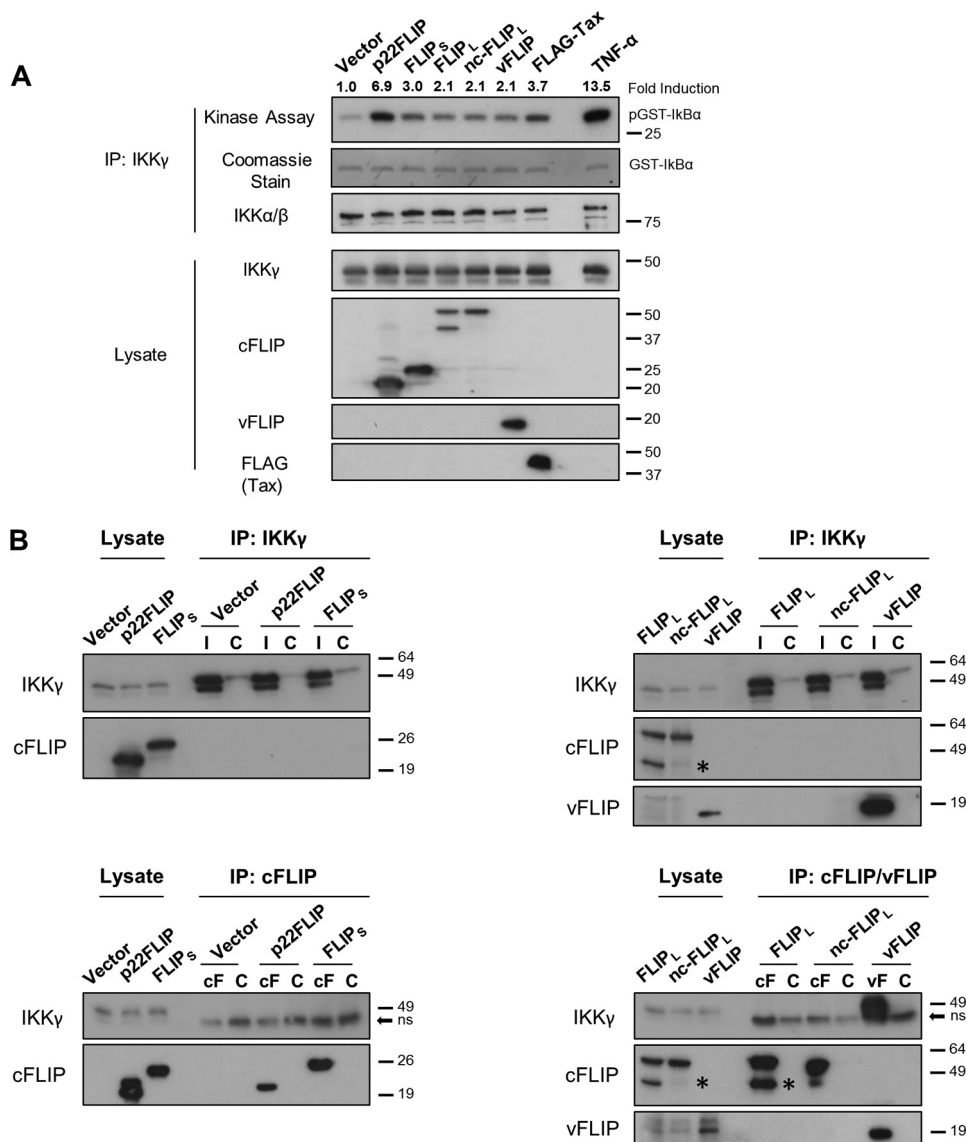 A
Vector p22FLIP FLIPS FLIPL nc-FLIPL vFLIP FLAG-Tax TNF-α
1.0 6.9 3.0 2.1 2.1 2.1 3.7 13.5 Fold Induction
IP: IKKγ
Kinase Assay pGST-IkBα
25
Coomassie Stain GST-IkBα
IKKα/β 75
Lysate
IKKγ 50
cFLIP 50
37
25
20
vFLIP 20
FLAG (Tax) 50
37
B
Lysate IP: IKKγ
Vector p22FLIP FLIPS Vector p22FLIP FLIPS
I C I C I C
IKKγ 64
49
cFLIP 26
19
Lysate IP: IKKγ
FLIPL nc-FLIPL vFLIP FLIPL nc-FLIPL vFLIP
I C I C I C
IKKγ 64
49
cFLIP * 64
49
vFLIP 19
Lysate IP: cFLIP
Vector p22FLIP FLIPS Vector p22FLIP FLIPS
cF C cF C cF C
IKKγ 49
ns
cFLIP 26
19
Lysate IP: cFLIP/vFLIP
FLIPL nc-FLIPL vFLIP FLIPL nc-FLIPL vFLIP
cF C cF C vF C
IKKγ 49
ns
cFLIP * * 64
49
vFLIP 19